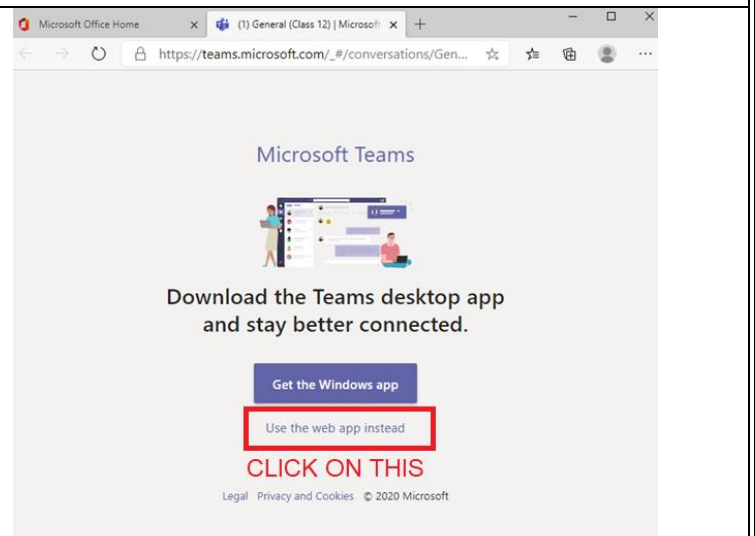 Microsoft Office Home
(1) General (Class 12) | Microsoft
https://teams.microsoft.com/_#/conversations/Gen...
Microsoft Teams
Download the Teams desktop app
and stay better connected.
Get the Windows app
Use the web app instead
CLICK ON THIS
Legal Privacy and Cookies © 2020 Microsoft